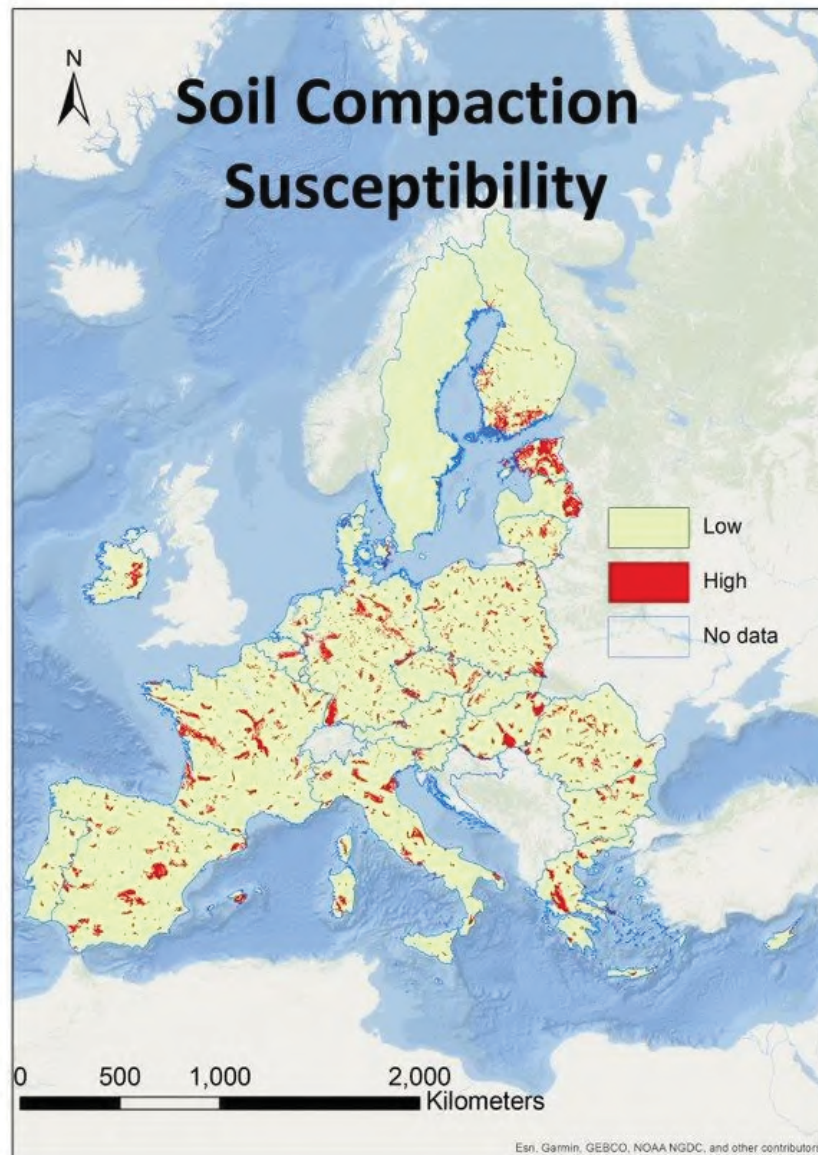 N
Soil Compaction
Susceptibility
Low
High
No data
0 500 1,000 2,000
Kilometers
Esri, Garmin, GEBCO, NOAA NGDC, and other contributors